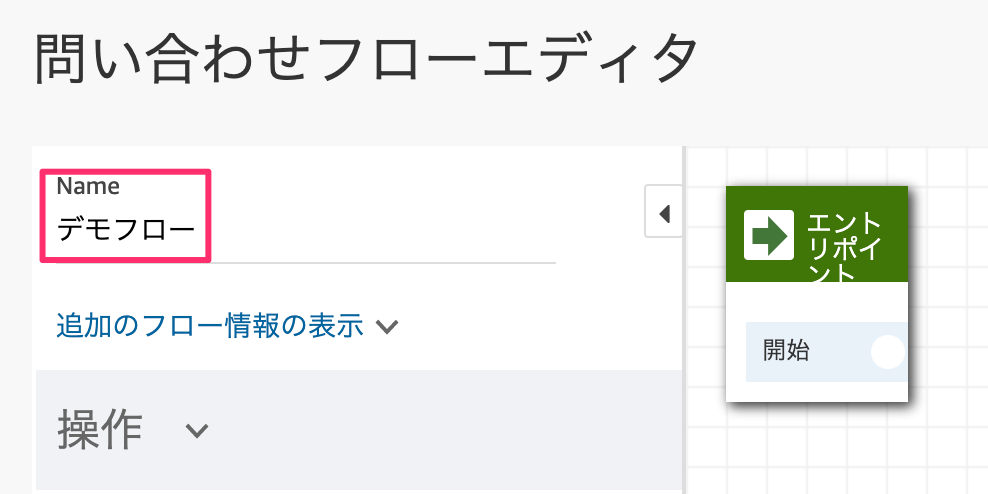 問い合わせフローエディタ
Name
デモフロー
追加のフロー情報の表示
操作
エント
リポイ
ント
開始